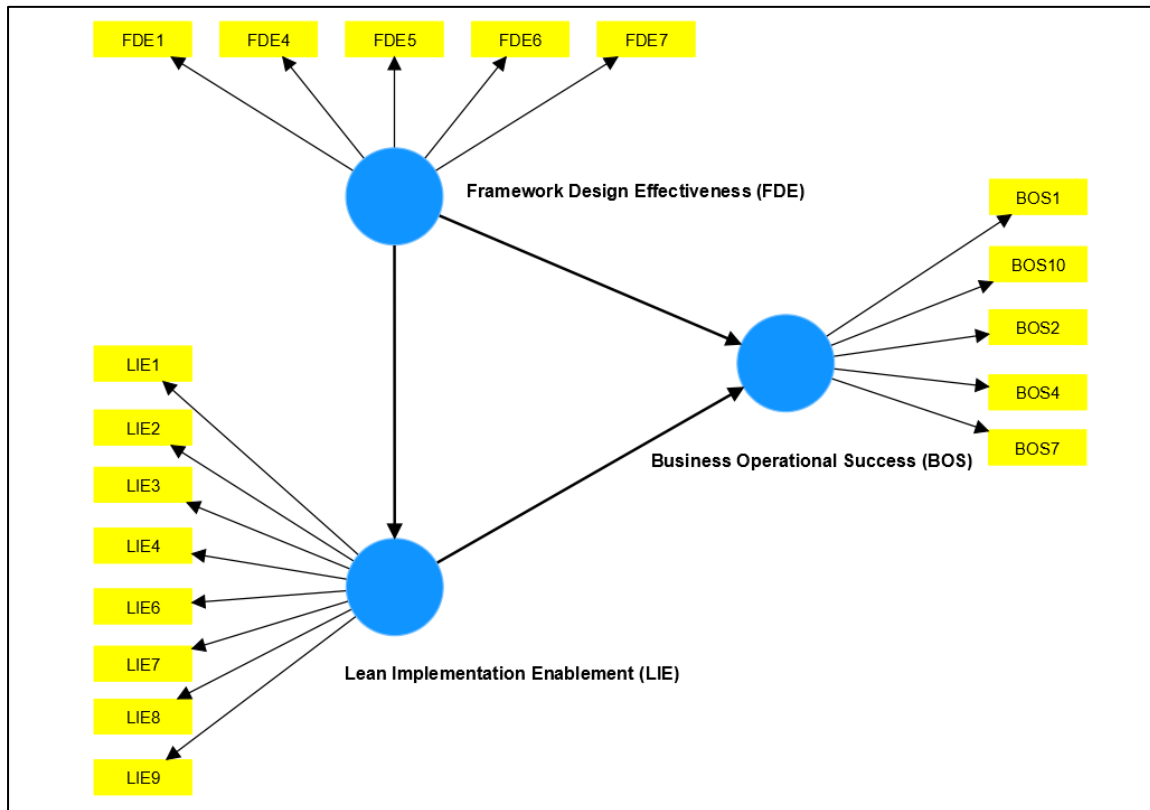 FDE1
FDE4
FDE5
FDE6
FDE7
Framework Design Effectiveness (FDE)
BOS1
BOS10
BOS2
BOS4
BOS7
Business Operational Success (BOS)
LIE1
LIE2
LIE3
LIE4
LIE6
LIE7
LIE8
LIE9
Lean Implementation Enablement (LIE)